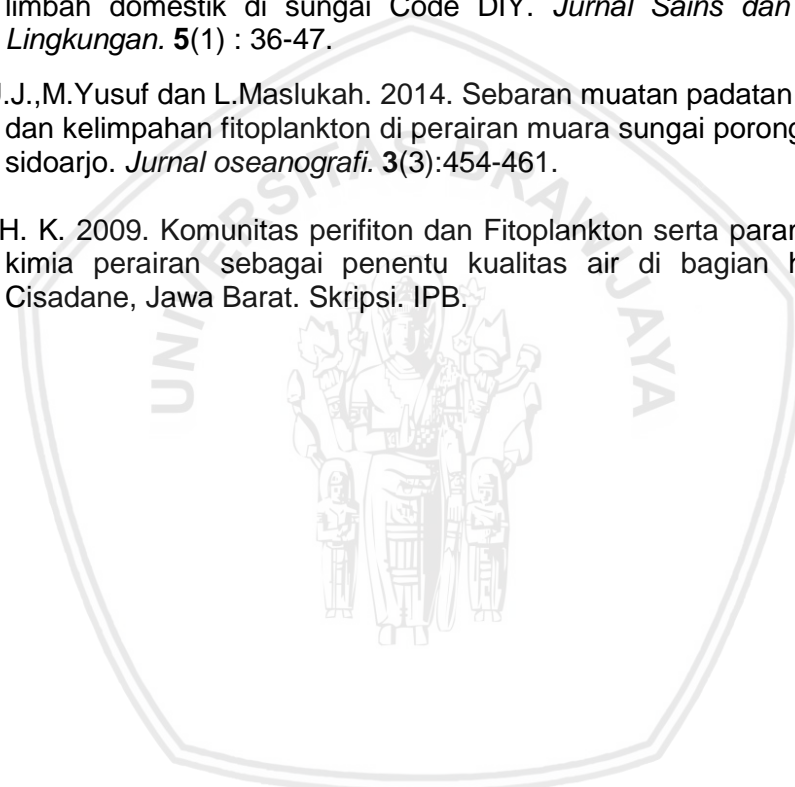 limbah domestik di sungai Code DIY. Jurnal Sains dan
Lingkungan. 5(1) : 36-47.
J.J.,M.Yusuf dan L.Maslukah. 2014. Sebaran muatan padatan
dan kelimpahan fitoplankton di perairan muara sungai porong
sidoarjo. Jurnal oseanografi. 3(3):454-461.
H. K. 2009. Komunitas perifiton dan Fitoplankton serta
kimia perairan sebagai penentu kualitas air di bagian
Cisadane, Jawa Barat. Skripsi. IPB.
UNIVERSITAS BRAWIJAYA